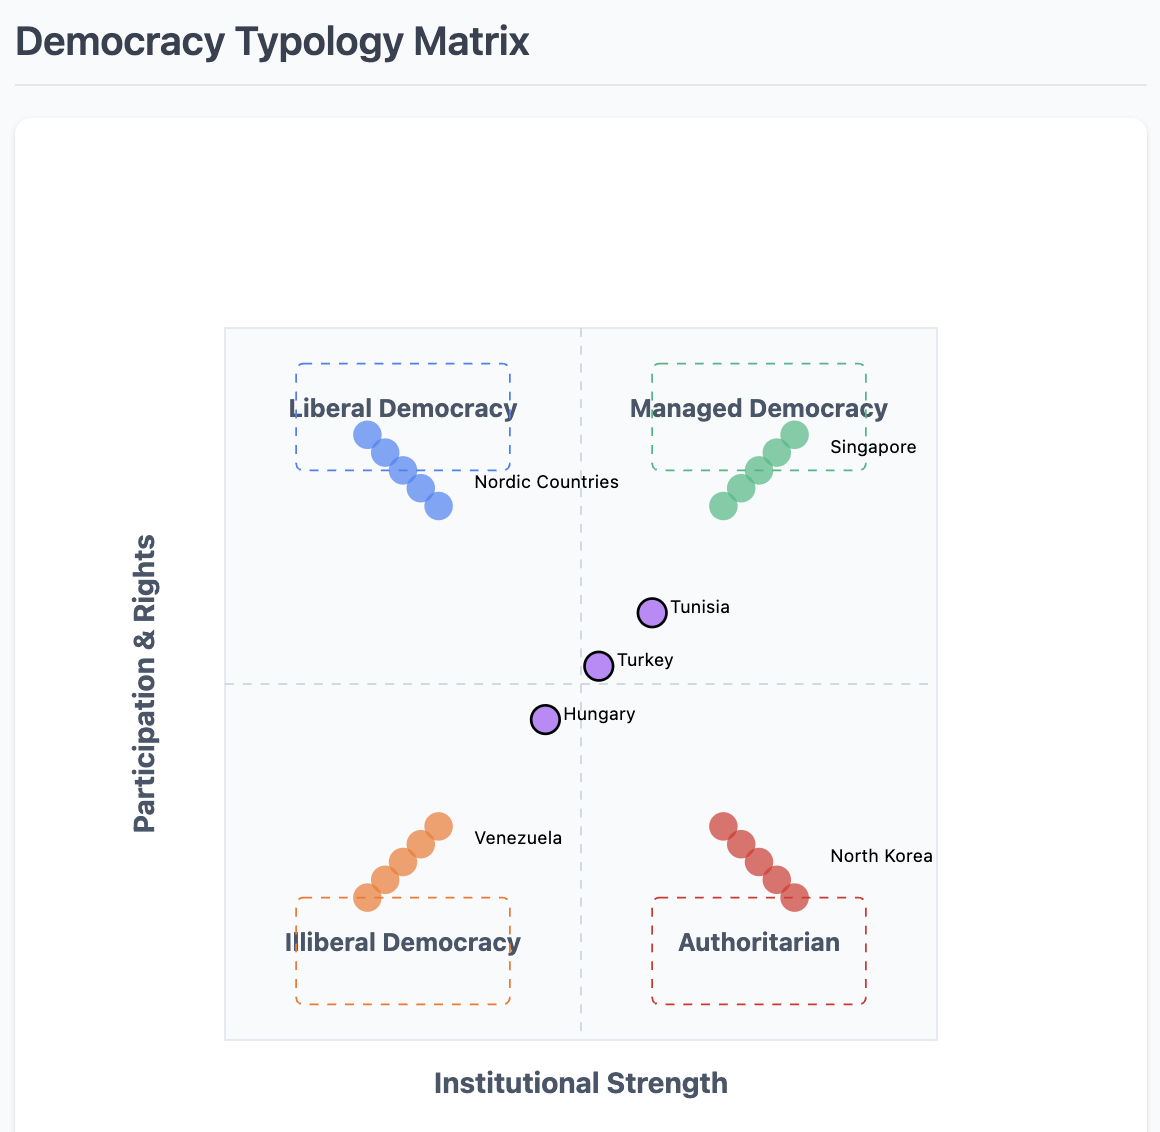 Democracy Typology Matrix
Liberal Democracy
Managed Democracy
Singapore
Nordic Countries
Tunisia
Turkey
Hungary
Participation & Rights
Venezuela
North Korea
Illiberal Democracy
Authoritarian
Institutional Strength